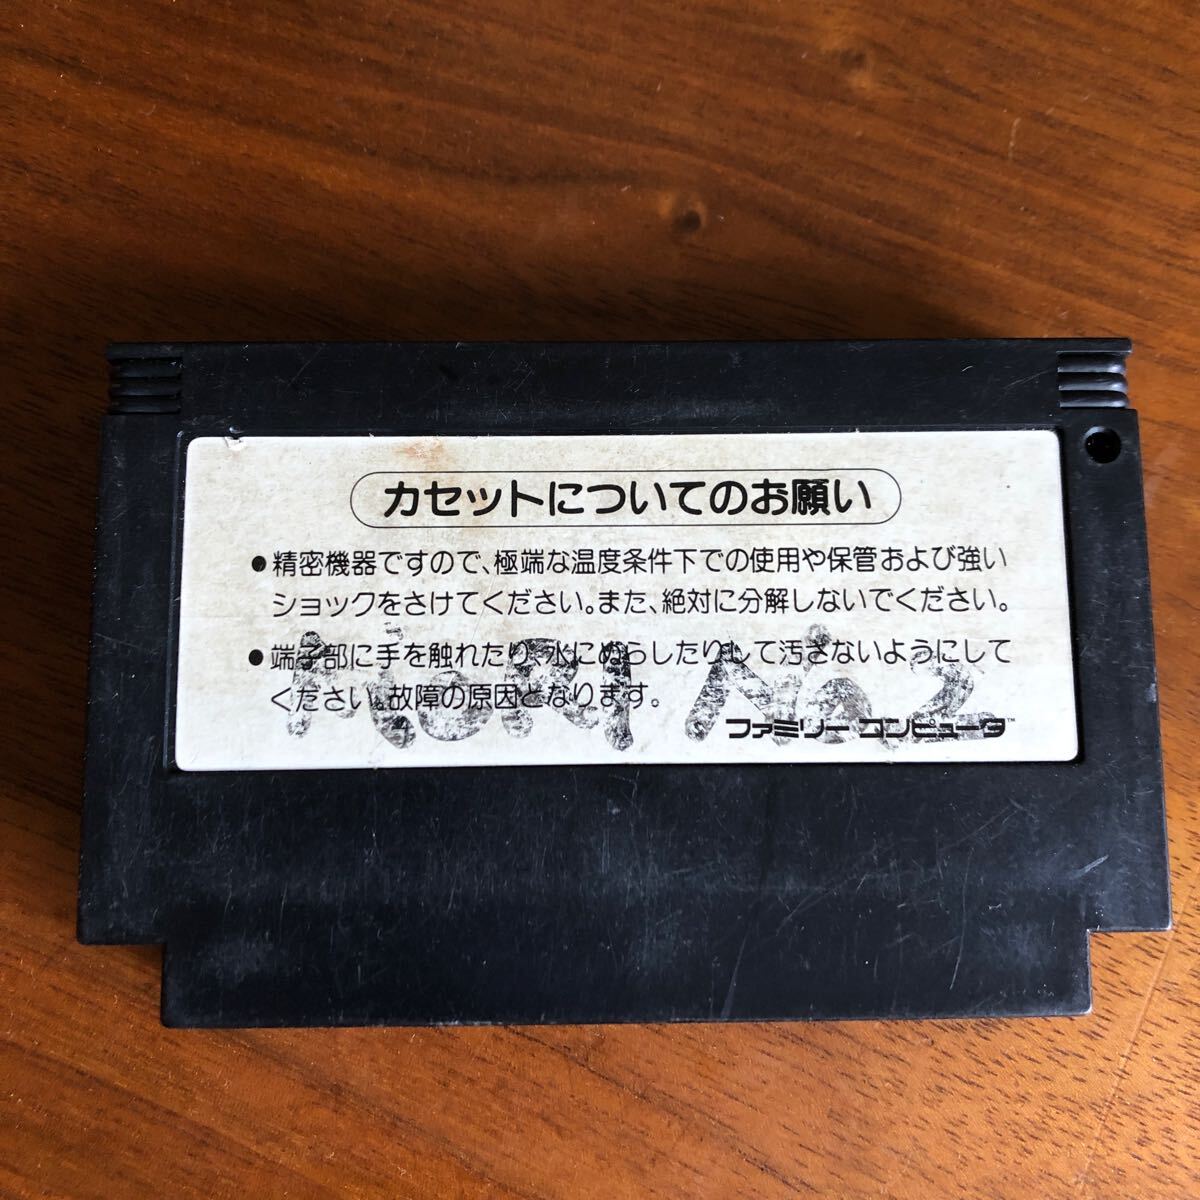 カセットについてのお願い
●精密機器ですので、極端な温度条件下での使用や保管および強い
ショックをさけてください。また、絶対に分解しないでください。
●端子部に手を触れたり、水にぬらしたりして汚さないようにして
ください。故障の原因となります。
MORI No.2
ファミリー コンピュータ™